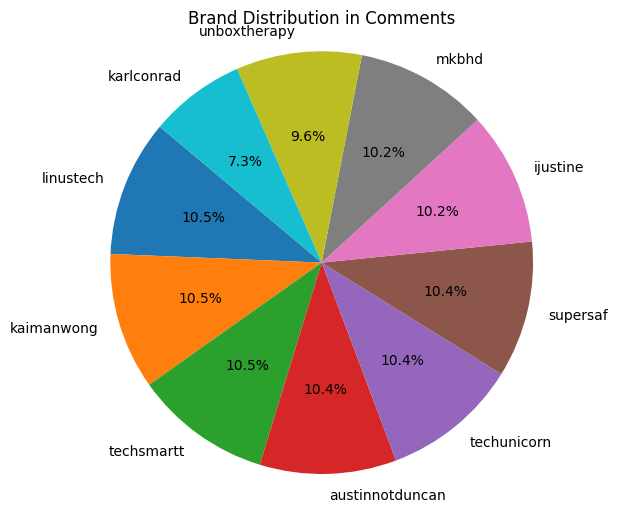 Brand Distribution in Comments
unboxtherapy
mkbhd
karlconrad
9.6%
10.2%
7.3%
ijustine
linustech
10.5%
10.2%
10.4%
supersaf
kaimanwong
10.5%
10.5%
10.4%
10.4%
techsmartt
techunicorn
austinnotduncan